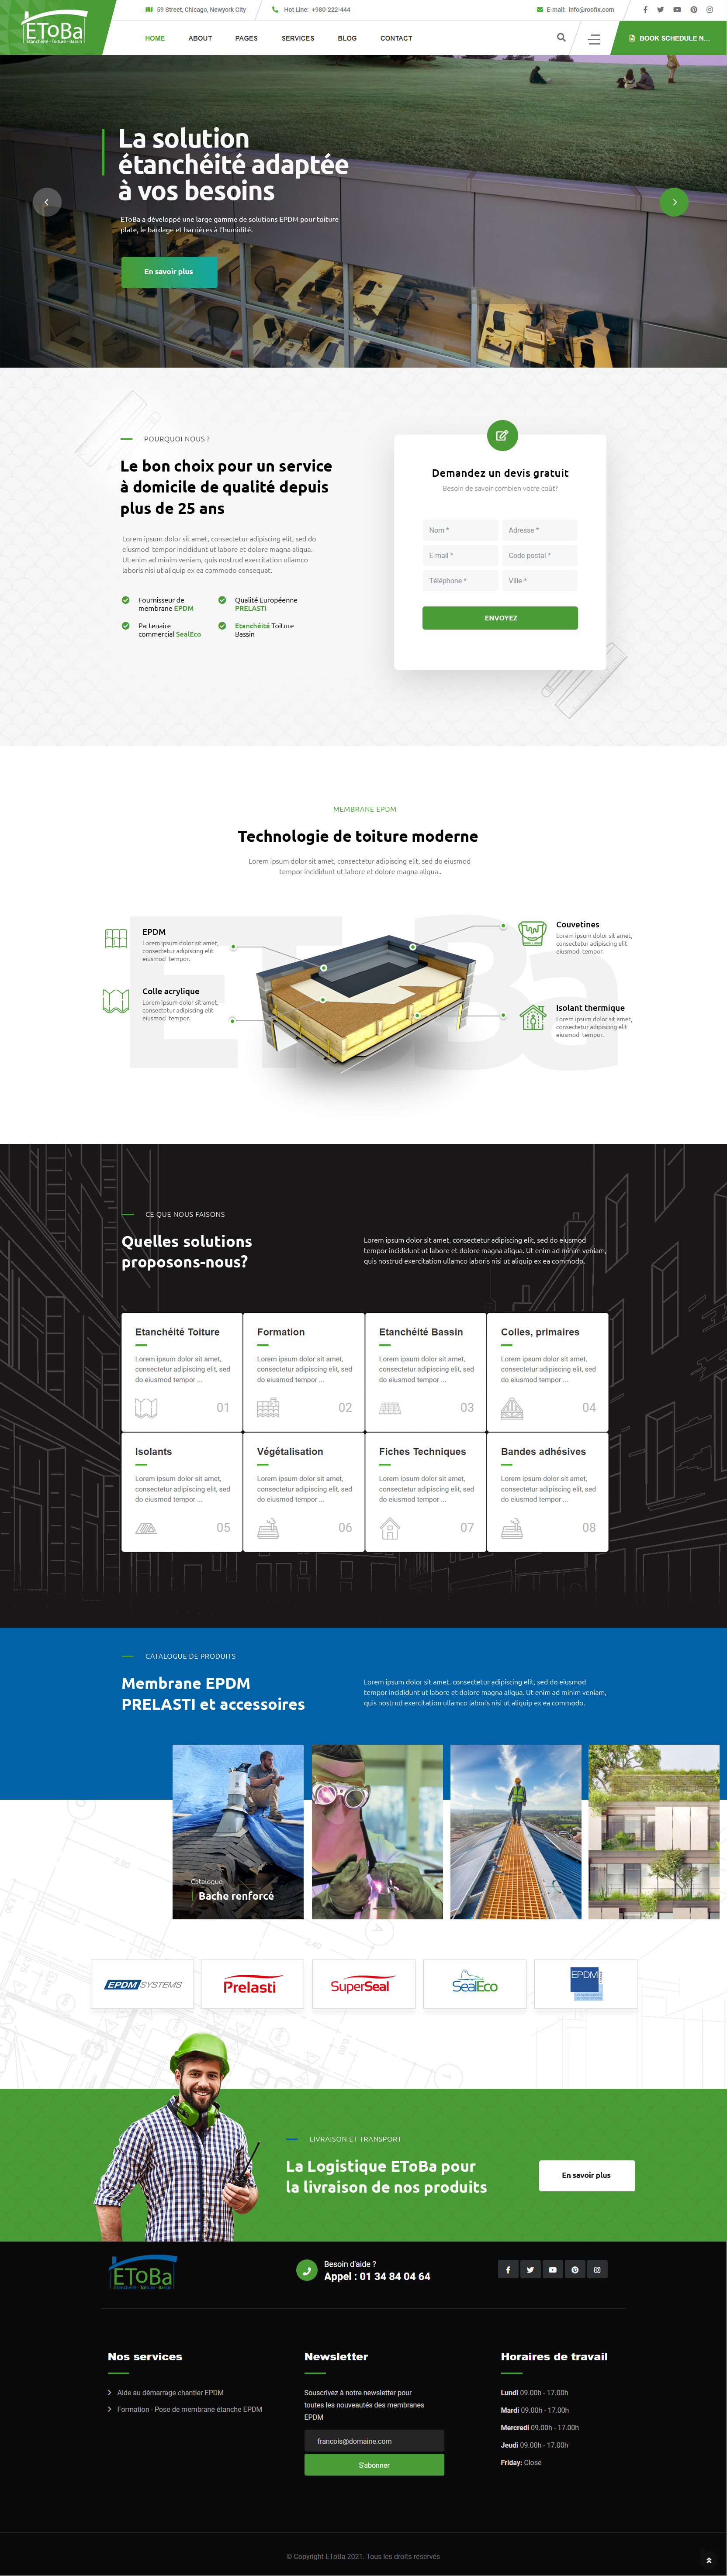 EToBa
Etanchéité - Toiture - Bassin
59 Street, Chicago, Newyork City
Hot Line: +980-222-444
E-mail: info@roofix.com
HOME ABOUT PAGES SERVICES BLOG CONTACT
BOOK SCHEDULE N...
La solution
étanchéité adaptée
à vos besoins
EToBa a développé une large gamme de solutions EPDM pour toiture
plate, le bardage et barrières à l'humidité.
En savoir plus
POURQUOI NOUS ?
Le bon choix pour un service
à domicile de qualité depuis
plus de 25 ans
Lorem ipsum dolor sit amet, consectetur adipiscing elit, sed do
eiusmod tempor incididunt ut labore et dolore magna aliqua.
Ut enim ad minim veniam, quis nostrud exercitation ullamco
laboris nisi ut aliquip ex ea commodo consequat.
Fournisseur de
membrane EPDM
Qualité Européenne
PRELASTI
Partenaire
commercial SealEco
Etanchéité Toiture
Bassin
Demandez un devis gratuit
Besoin de savoir combien votre coût?
Nom *
Adresse *
E-mail *
Code postal *
Téléphone *
Ville *
ENVOYEZ
MEMBRANE EPDM
Technologie de toiture moderne
Lorem ipsum dolor sit amet, consectetur adipiscing elit, sed do eiusmod
tempor incididunt ut labore et dolore magna aliqua..
EToBa
EPDM
Lorem ipsum dolor sit amet,
consectetur adipiscing elit
eiusmod tempor.
Colle acrylique
Lorem ipsum dolor sit amet,
consectetur adipiscing elit
eiusmod tempor.
Couvetines
Lorem ipsum dolor sit amet,
consectetur adipiscing elit
eiusmod tempor.
Isolant thermique
Lorem ipsum dolor sit amet,
consectetur adipiscing elit
eiusmod tempor.
CE QUE NOUS FAISONS
Quelles solutions
proposons-nous?
Lorem ipsum dolor sit amet, consectetur adipiscing elit, sed do eiusmod
tempor incididunt ut labore et dolore magna aliqua. Ut enim ad minim veniam,
quis nostrud exercitation ullamco laboris nisi ut aliquip ex ea commodo.
Etanchéité Toiture
Lorem ipsum dolor sit amet,
consectetur adipiscing elit, sed
do eiusmod tempor ...
01
Formation
Lorem ipsum dolor sit amet,
consectetur adipiscing elit, sed
do eiusmod tempor ...
02
Etanchéité Bassin
Lorem ipsum dolor sit amet,
consectetur adipiscing elit, sed
do eiusmod tempor ...
03
Colles, primaires
Lorem ipsum dolor sit amet,
consectetur adipiscing elit, sed
do eiusmod tempor ...
04
Isolants
Lorem ipsum dolor sit amet,
consectetur adipiscing elit, sed
do eiusmod tempor ...
05
Végétalisation
Lorem ipsum dolor sit amet,
consectetur adipiscing elit, sed
do eiusmod tempor ...
06
Fiches Techniques
Lorem ipsum dolor sit amet,
consectetur adipiscing elit, sed
do eiusmod tempor ...
07
Bandes adhésives
Lorem ipsum dolor sit amet,
consectetur adipiscing elit, sed
do eiusmod tempor ...
08
CATALOGUE DE PRODUITS
Membrane EPDM
PRELASTI et accessoires
Lorem ipsum dolor sit amet, consectetur adipiscing elit, sed do eiusmod
tempor incididunt ut labore et dolore magna aliqua. Ut enim ad minim veniam,
quis nostrud exercitation ullamco laboris nisi ut aliquip ex ea commodo.
Catalogue
Bache renforcé
EPDM SYSTEMS
Prelasti
SuperSeal
SealEco
EPDM
LIVRAISON ET TRANSPORT
La Logistique EToBa pour
la livraison de nos produits
En savoir plus
EToBa
Etanchéité - Toiture - Bassin
Besoin d'aide ?
Appel : 01 34 84 04 64
Nos services
Aide au démarrage chantier EPDM
Formation - Pose de membrane étanche EPDM
Newsletter
Souscrivez à notre newsletter pour
toutes les nouveautés des membranes
EPDM
francois@domaine.com
S'abonner
Horaires de travail
Lundi 09.00h - 17.00h
Mardi 09.00h - 17.00h
Mercredi 09.00h - 17.00h
Jeudi 09.00h - 17.00h
Friday: Close
© Copyright EToBa 2021. Tous les droits réservés